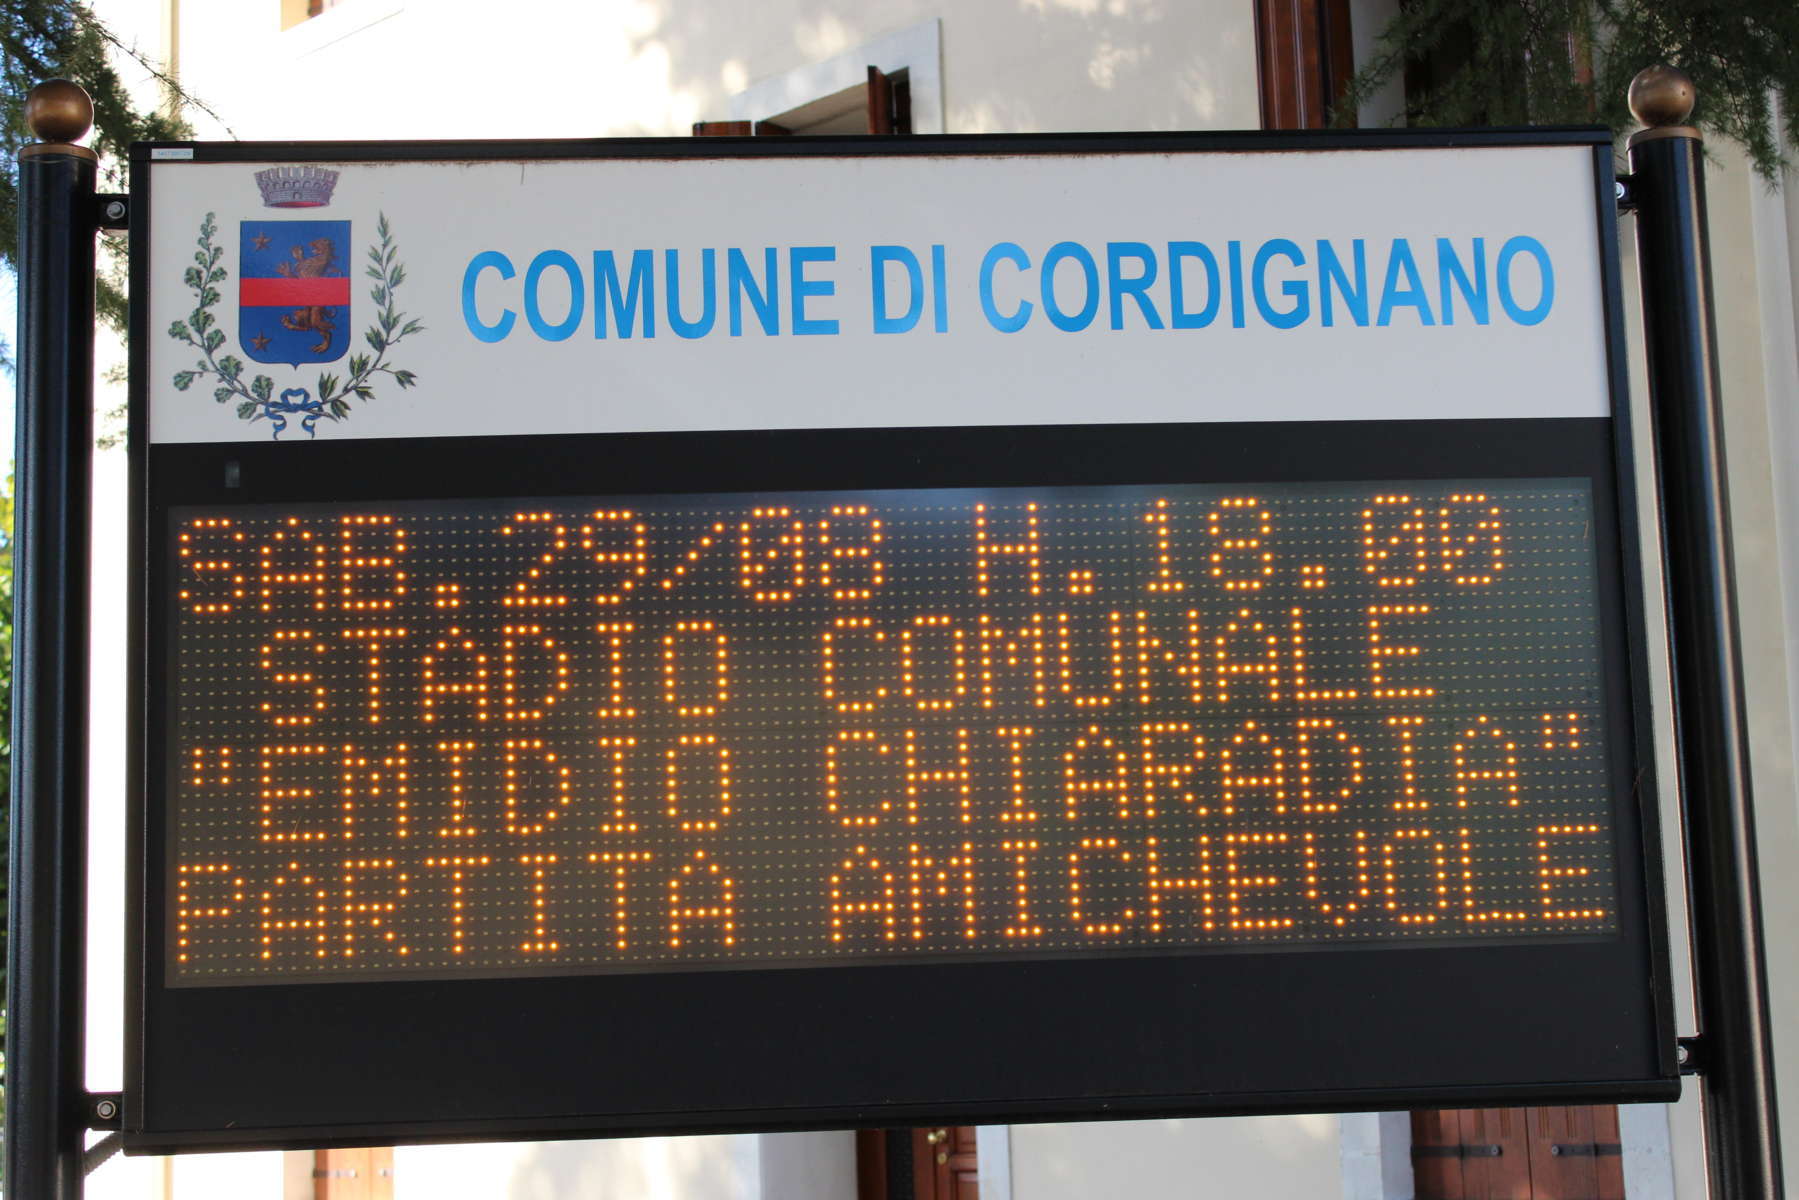 COMUNE DI CORDIGNANO
SAB.29/08 H.18.00
STADIO COMUNALE
"EMIDIO CHIARADIA"
PARTITA AMICHEVOLE